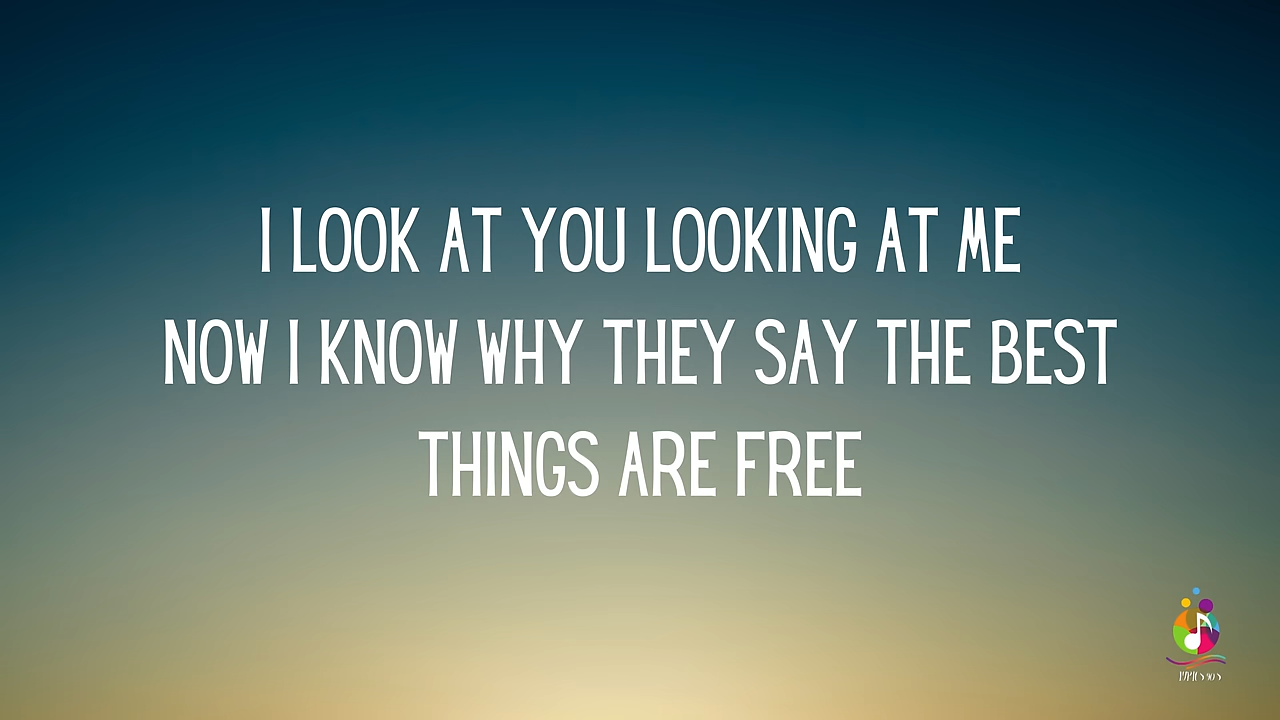 I LOOK AT YOU LOOKING AT ME
NOW I KNOW WHY THEY SAY THE BEST
THINGS ARE FREE